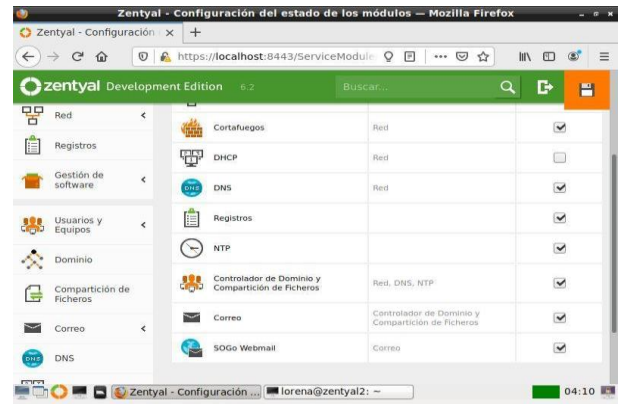 Zentyal - Configuración del estado de los módulos — Mozilla Firefox
Zentyal - Configuración
https://localhost:8443/ServiceModule
zentyal Development Edition 6.2 Buscar...
Red
Cortafuegos Red
Registros
DHCP Red
Gestión de software
DNS Red
Usuarios y Equipos
Registros
NTP
Dominio
Controlador de Dominio y Compartición de Ficheros Red, DNS, NTP
Compartición de Ficheros
Correo Controlador de Dominio y Compartición de Ficheros
Correo
SOGo Webmail Correo
DNS
Zentyal - Configuración ... lorena@zentyal2: ~ 04:10